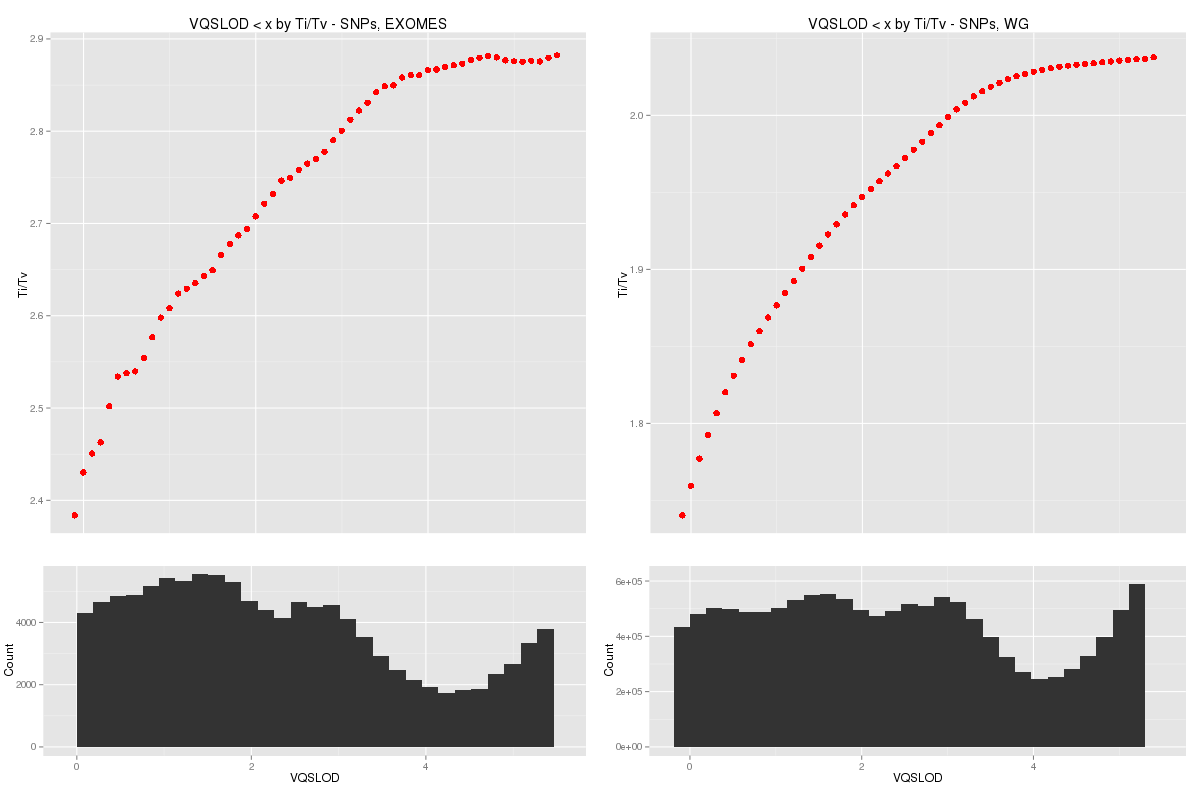 VQSLOD < x by Ti/Tv - SNPs, EXOMES
2.9
2.8
2.7
2.6
2.5
2.4
Ti/Tv
VQSLOD < x by Ti/Tv - SNPs, WG
2.0
1.9
1.8
Ti/Tv
4000
2000
0
Count
0
2
4
VQSLOD
6e+05
4e+05
2e+05
0e+00
Count
0
2
4
VQSLOD